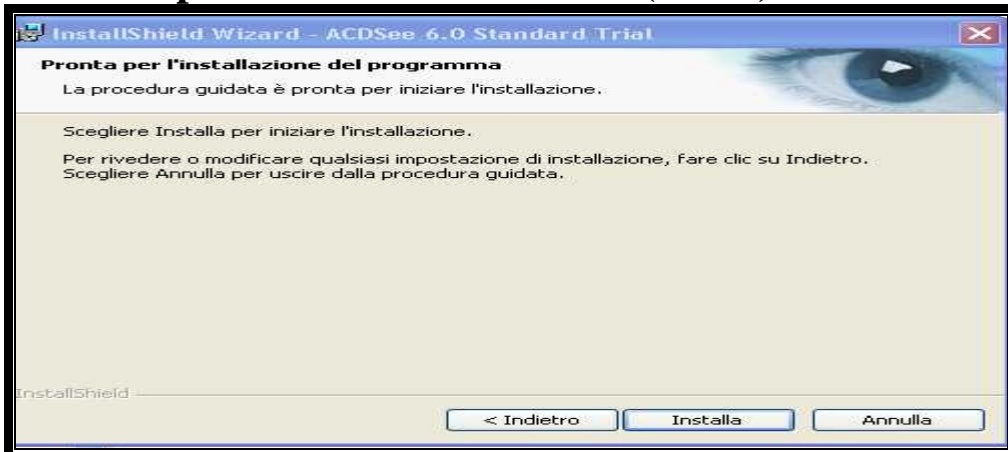 InstallShield Wizard - ACDSee 6.0 Standard Trial
Pronta per l'installazione del programma
La procedura guidata è pronta per iniziare l'installazione.
Scegliere Installa per iniziare l'installazione.
Per rivedere o modificare qualsiasi impostazione di installazione, fare clic su Indietro.
Scegliere Annulla per uscire dalla procedura guidata.
InstallShield
< Indietro Installa Annulla